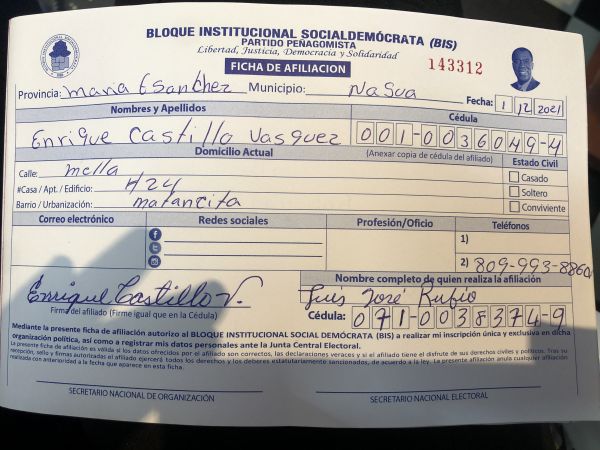 BLOQUE INSTITUCIONAL SOCIALDEMÓCRATA (BIS)
PARTIDO PEÑAGOMISTA
Libertad, Justicia, Democracia y Solidaridad
FICHA DE AFILIACION
143312
Provincia: Maria T Sanchez Municipio: Nagua Fecha: 1 12 2021
Nombres y Apellidos Cédula
Enrique Castillo Vasquez 001-0036049-4
Domicilio Actual (Anexar copia de cédula del afiliado) Estado Civil
Calle: mella Casado
#Casa / Apt. / Edificio: #24 Soltero
Barrio / Urbanización: matancita Conviviente
Correo electrónico Redes sociales Profesión/Oficio Teléfonos
1)
2) 809-993-8860
Nombre completo de quien realiza la afiliación
Enrique Castillo V. Luis José Rubio
Firma del afiliado (Firme igual que en la Cédula) Cédula: 071-0038374-9
Mediante la presente ficha de afiliación autorizo al BLOQUE INSTITUCIONAL SOCIAL DEMÓCRATA (BIS) a realizar mi inscripción única y exclusiva en dicha
organización política, así como a registrar mis datos personales ante la Junta Central Electoral.
La presente ficha de afiliación es válida si los datos ofrecidos por el afiliado son correctos, las declaraciones veraces y si el afiliado tiene el disfrute de sus derechos civiles y políticos. Tras su
recepción, sello y firmas autorizadas el afiliado ejercerá todos los derechos y los deberes estatutariamente sancionados, de acuerdo a la ley. La presente afiliación anula cualquier afiliación
realizada con anterioridad a la fecha que aparece en esta ficha.
SECRETARIO NACIONAL DE ORGANIZACIÓN SECRETARIO NACIONAL ELECTORAL